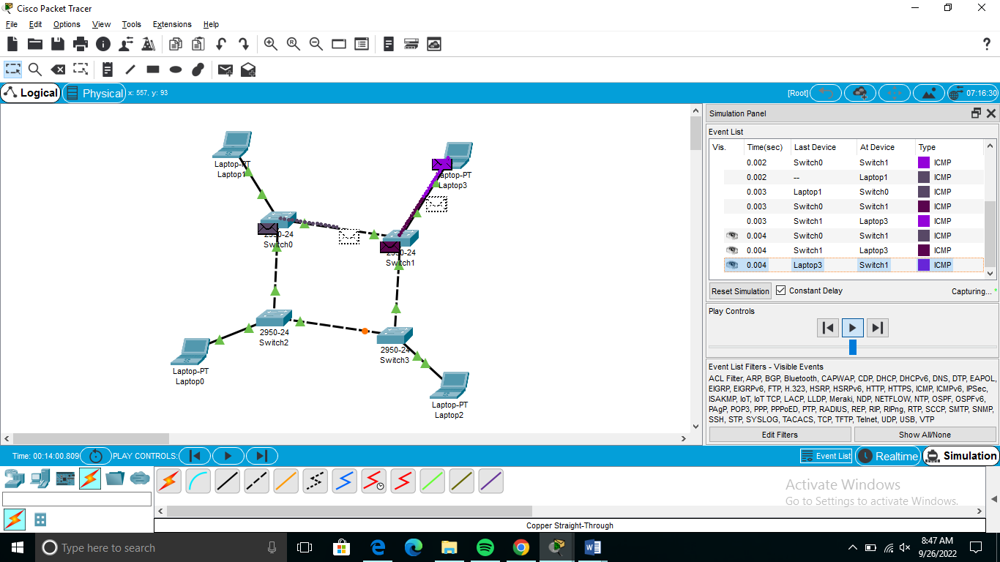 Cisco Packet Tracer
File Edit Options View Tools Extensions Help
?
Logical Physical x: 557, y: 93 [Root] 07:16:30
Simulation Panel
Event List
Vis. Time(sec) Last Device At Device Type
0.002 Switch0 Switch1 ICMP
0.002 -- Laptop1 ICMP
0.003 Laptop1 Switch0 ICMP
0.003 Switch0 Switch1 ICMP
0.003 Switch1 Laptop3 ICMP
0.004 Switch0 Switch1 ICMP
0.004 Switch1 Laptop3 ICMP
0.004 Laptop3 Switch1 ICMP
Reset Simulation Constant Delay Capturing... *
Play Controls
Event List Filters - Visible Events
ACL Filter, ARP, BGP, Bluetooth, CAPWAP, CDP, DHCP, DHCPv6, DNS, DTP, EAPOL,
EIGRP, EIGRPv6, FTP, H.323, HSRP, HSRPv6, HTTP, HTTPS, ICMP, ICMPv6, IPSec,
ISAKMP, IoT, IoT TCP, LACP, LLDP, Meraki, NDP, NETFLOW, NTP, OSPF, OSPFv6,
PAgP, POP3, PPP, PPPoED, PTP, RADIUS, REP, RIP, RIPng, RTP, SCCP, SMTP, SNMP,
SSH, STP, SYSLOG, TACACS, TCP, TFTP, Telnet, UDP, USB, VTP
Edit Filters Show All/None
Laptop-PT
Laptop1
Laptop-PT
Laptop3
2950-24
Switch0
2950-24
Switch1
2950-24
Switch2
2950-24
Switch3
Laptop-PT
Laptop0
Laptop-PT
Laptop2
Time: 00:14:00.809 PLAY CONTROLS: Event List Realtime Simulation
Activate Windows
Go to Settings to activate Windows.
Copper Straight-Through
Type here to search
8:47 AM
9/26/2022